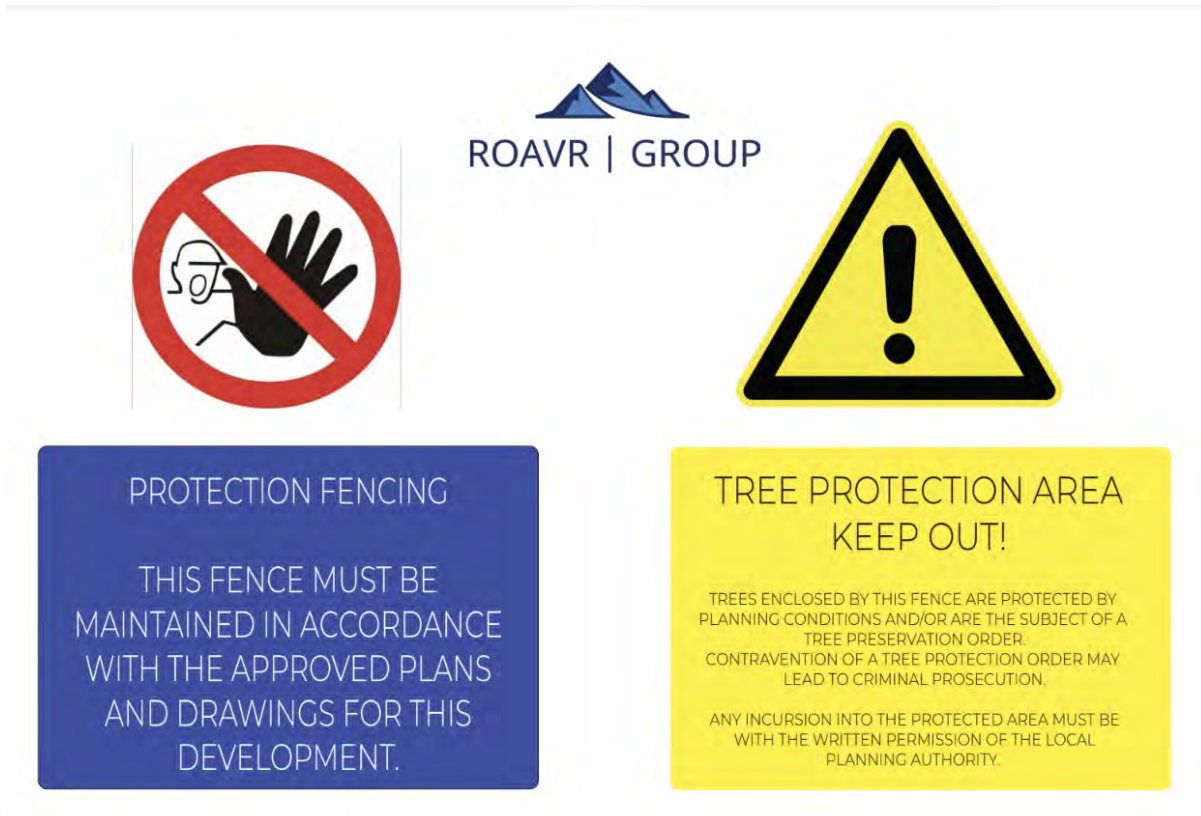 ROAVR | GROUP
PROTECTION FENCING
THIS FENCE MUST BE
MAINTAINED IN ACCORDANCE
WITH THE APPROVED PLANS
AND DRAWINGS FOR THIS
DEVELOPMENT.
TREE PROTECTION AREA
KEEP OUT!
TREES ENCLOSED BY THIS FENCE ARE PROTECTED BY
PLANNING CONDITIONS AND/OR ARE THE SUBJECT OF A
TREE PRESERVATION ORDER.
CONTRAVENTION OF A TREE PROTECTION ORDER MAY
LEAD TO CRIMINAL PROSECUTION.
ANY INCURSION INTO THE PROTECTED AREA MUST BE
WITH THE WRITTEN PERMISSION OF THE LOCAL
PLANNING AUTHORITY.